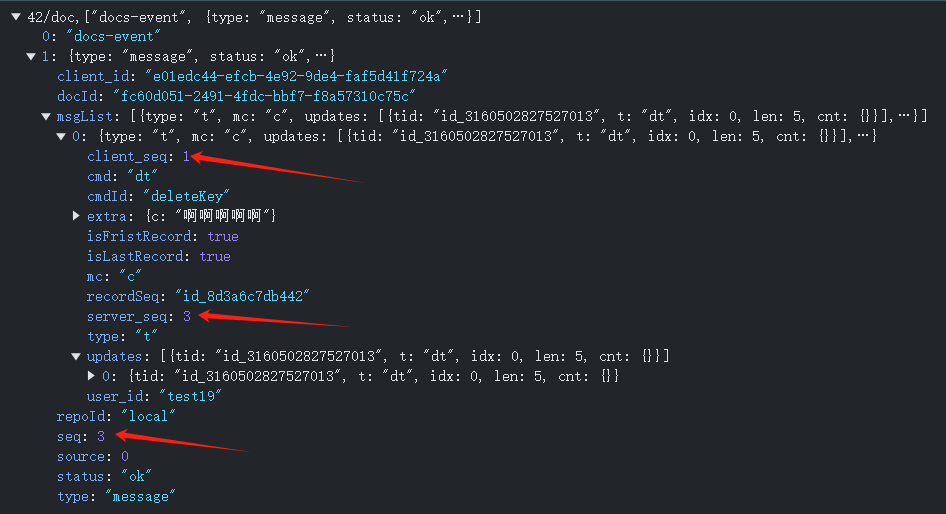 ▼ 42/doc,["docs-event", {type: "message", status: "ok",…}]
0: "docs-event"
▼ 1: {type: "message", status: "ok",…}
client_id: "e01edc44-efcb-4e92-9de4-faf5d41f724a"
docId: "fc60d051-2491-4fdc-bbf7-f8a57310c75c"
▼ msgList: [{type: "t", mc: "c", updates: [{tid: "id_3160502827527013", t: "dt", idx: 0, len: 5, cnt: {}}],…}]
▼ 0: {type: "t", mc: "c", updates: [{tid: "id_3160502827527013", t: "dt", idx: 0, len: 5, cnt: {}}],…}
client_seq: 1
cmd: "dt"
cmdId: "deleteKey"
▶ extra: {c: "啊啊啊啊啊"}
isFristRecord: true
isLastRecord: true
mc: "c"
recordSeq: "id_8d3a6c7db442"
server_seq: 3
type: "t"
▼ updates: [{tid: "id_3160502827527013", t: "dt", idx: 0, len: 5, cnt: {}}]
▶ 0: {tid: "id_3160502827527013", t: "dt", idx: 0, len: 5, cnt: {}}
user_id: "test19"
repoId: "local"
seq: 3
source: 0
status: "ok"
type: "message"